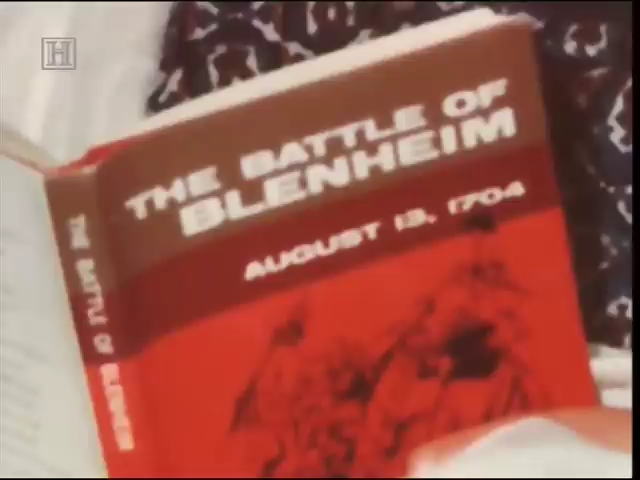 H
THE BATTLE OF
BLENHEIM
AUGUST 13, 1704
THE BATTLE OF BLENHEIM